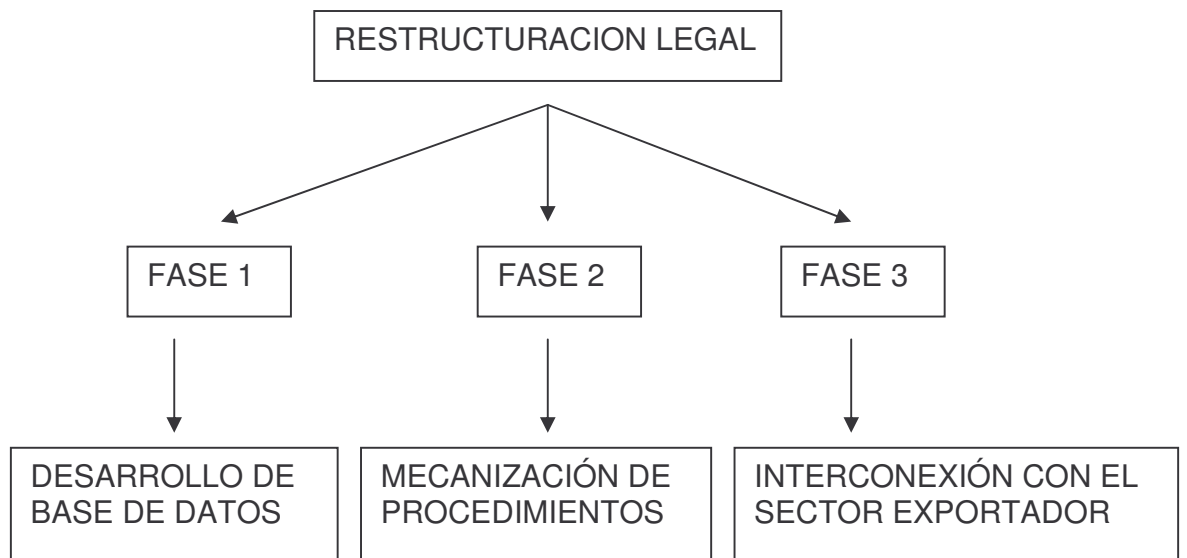 RESTRUCTURACION LEGAL
FASE 1
FASE 2
FASE 3
DESARROLLO DE
BASE DE DATOS
MECANIZACIÓN DE
PROCEDIMIENTOS
INTERCONEXIÓN CON EL
SECTOR EXPORTADOR